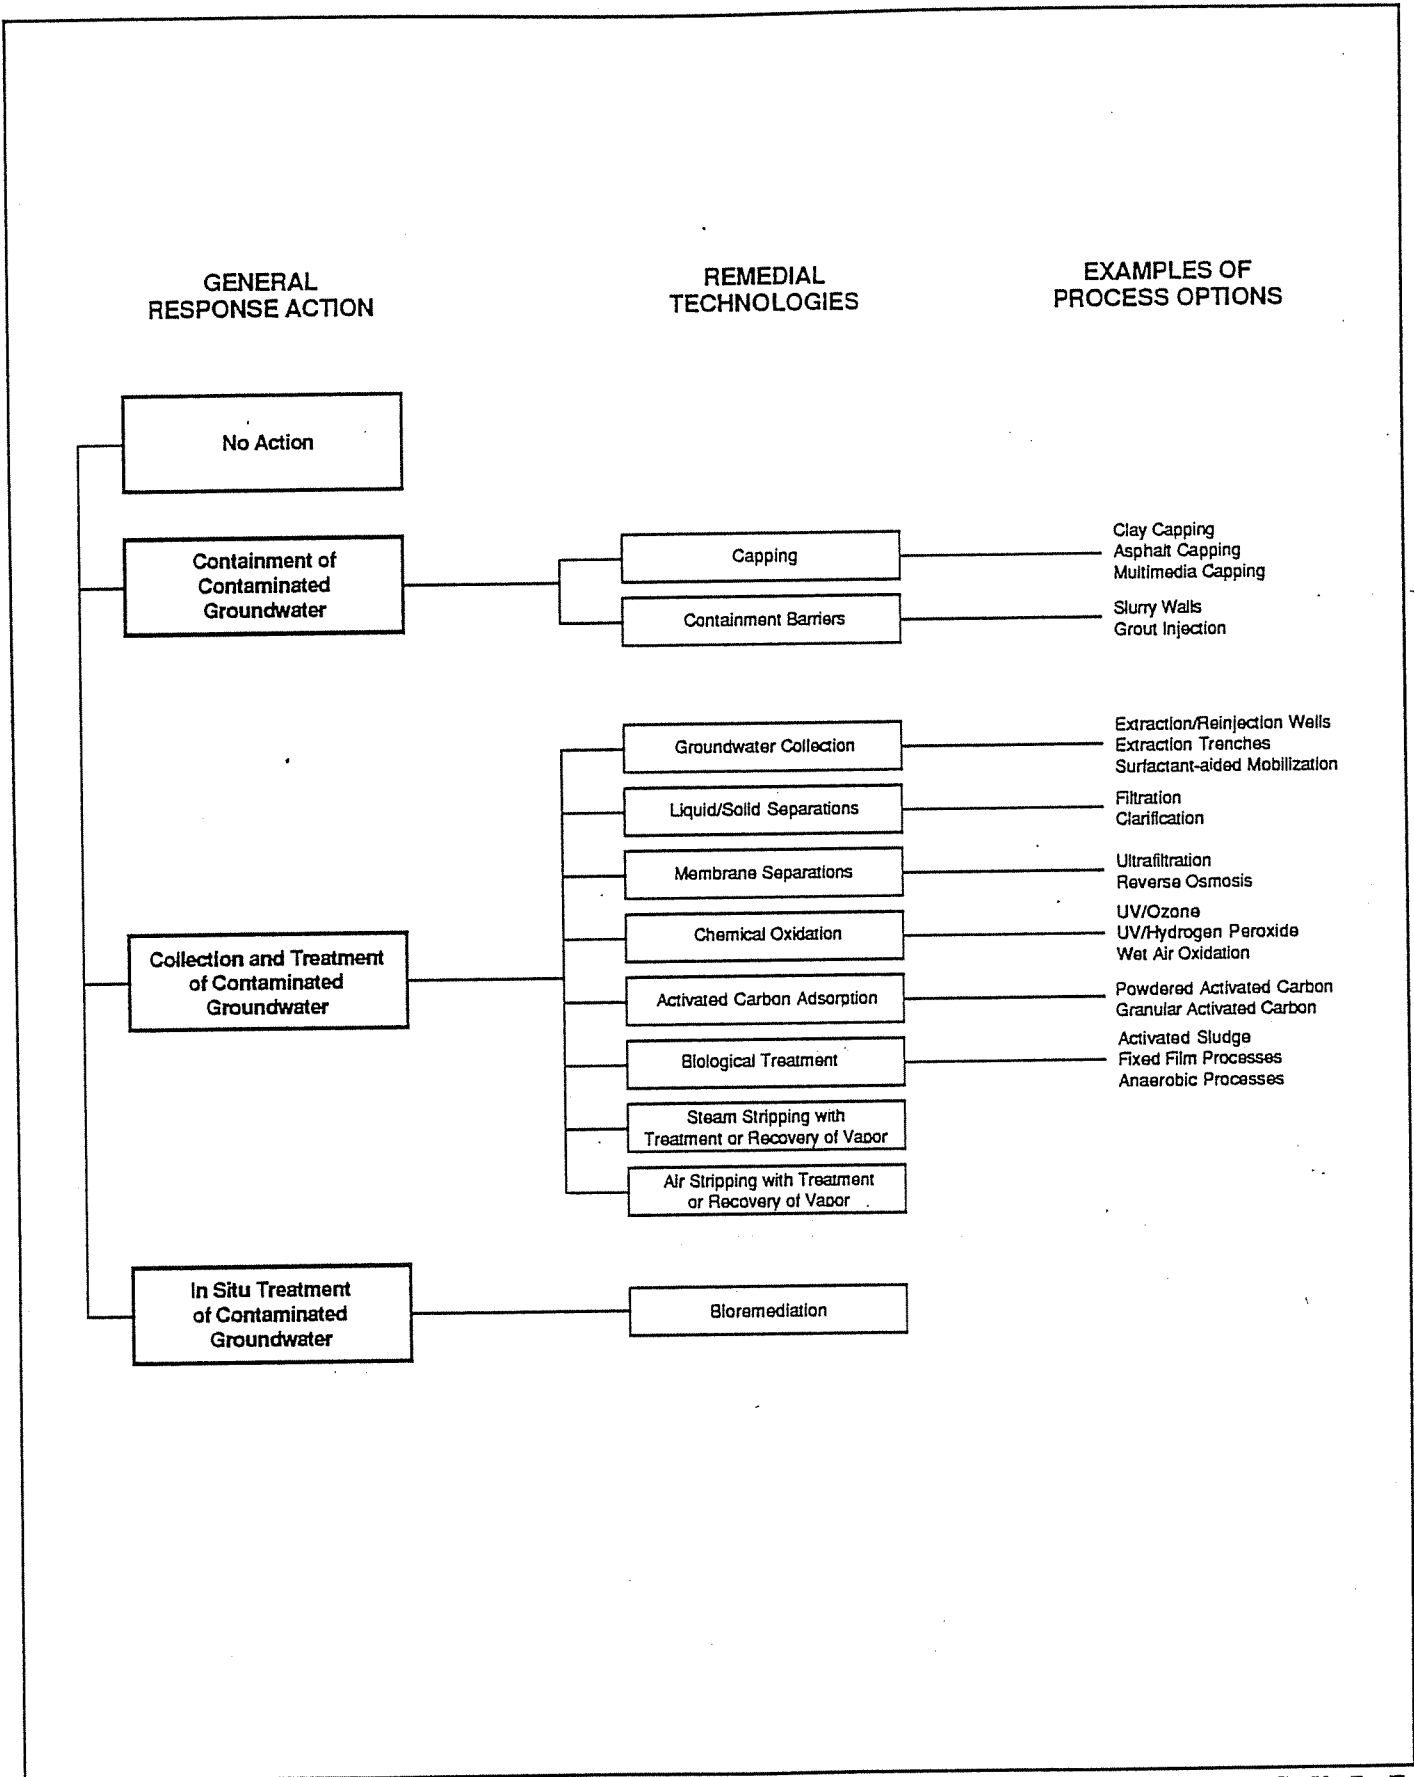 GENERAL
RESPONSE ACTION
REMEDIAL
TECHNOLOGIES
EXAMPLES OF
PROCESS OPTIONS
No Action
Containment of
Contaminated
Groundwater
Capping
Clay Capping
Asphalt Capping
Multimedia Capping
Containment Barriers
Slurry Walls
Grout Injection
Collection and Treatment
of Contaminated
Groundwater
Groundwater Collection
Extraction/Reinjection Wells
Extraction Trenches
Surfactant-aided Mobilization
Liquid/Solid Separations
Filtration
Clarification
Membrane Separations
Ultrafiltration
Reverse Osmosis
Chemical Oxidation
UV/Ozone
UV/Hydrogen Peroxide
Wet Air Oxidation
Activated Carbon Adsorption
Powdered Activated Carbon
Granular Activated Carbon
Biological Treatment
Activated Sludge
Fixed Film Processes
Anaerobic Processes
Steam Stripping with
Treatment or Recovery of Vapor
Air Stripping with Treatment
or Recovery of Vapor
In Situ Treatment
of Contaminated
Groundwater
Bioremediation